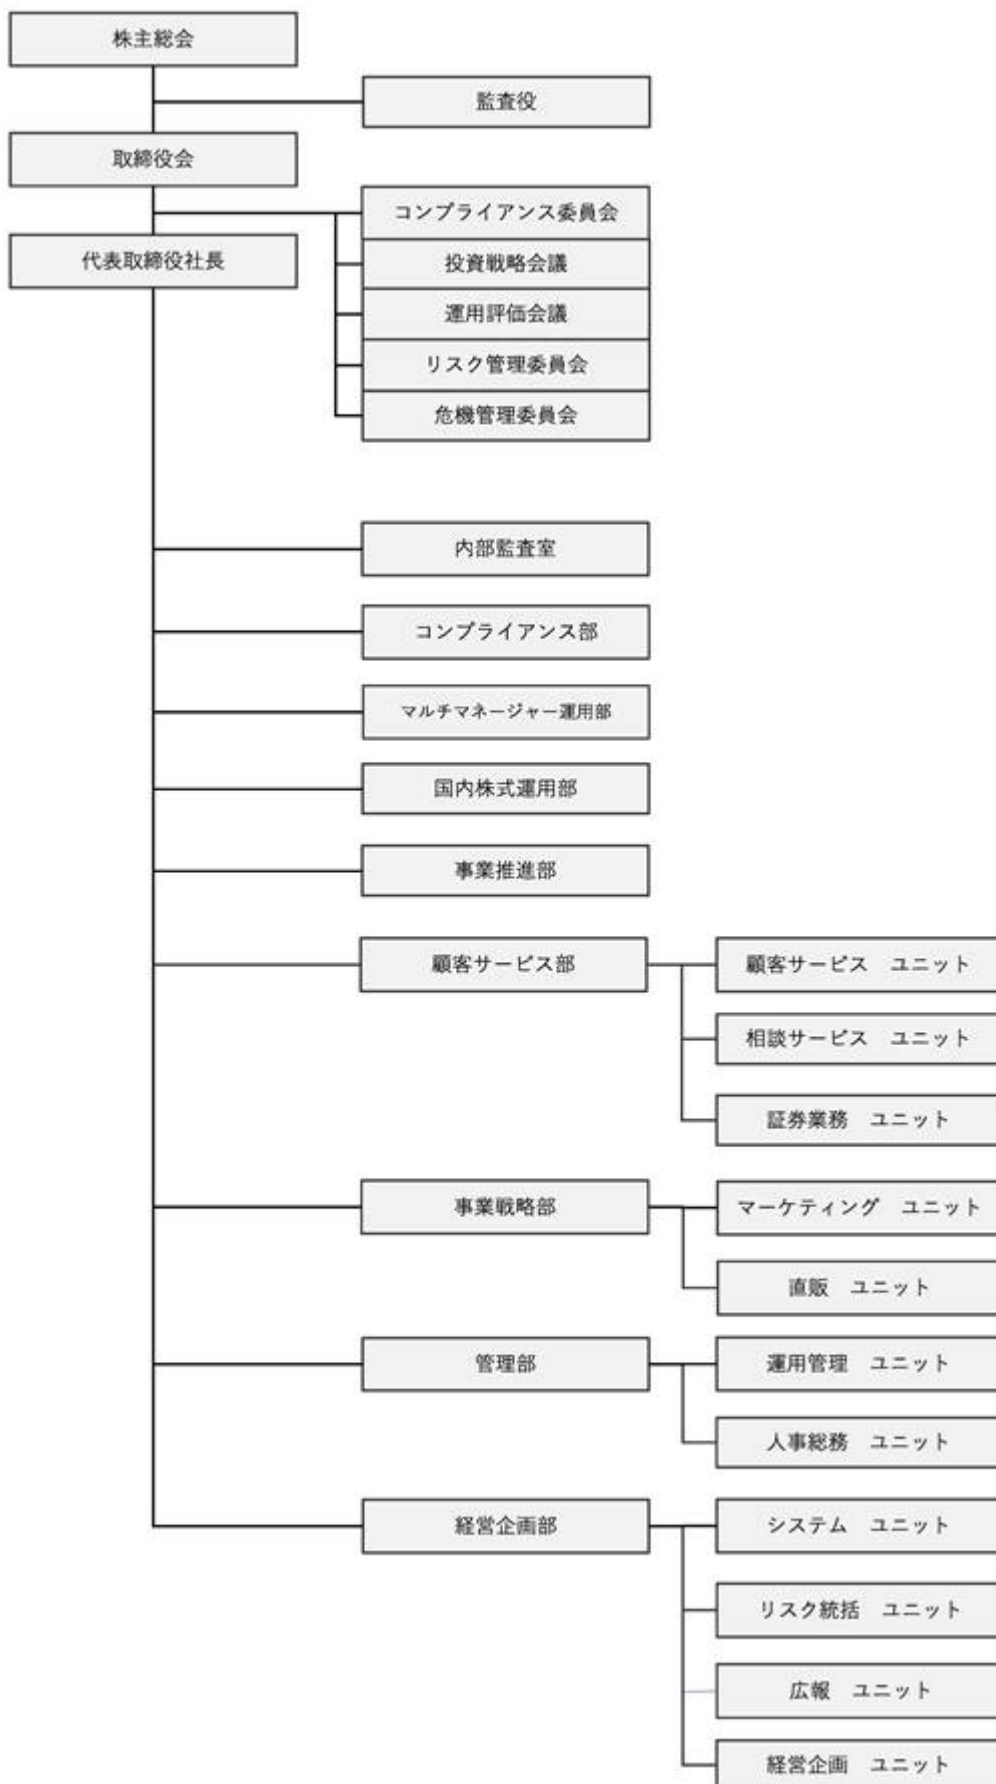 株主総会
監査役
取締役会
コンプライアンス委員会
代表取締役社長
投資戦略会議
運用評価会議
リスク管理委員会
危機管理委員会
内部監査室
コンプライアンス部
マルチマネージャー運用部
国内株式運用部
事業推進部
顧客サービス部
顧客サービス　ユニット
相談サービス　ユニット
証券業務　ユニット
事業戦略部
マーケティング　ユニット
直販　ユニット
管理部
運用管理　ユニット
人事総務　ユニット
経営企画部
システム　ユニット
リスク統括　ユニット
広報　ユニット
経営企画　ユニット